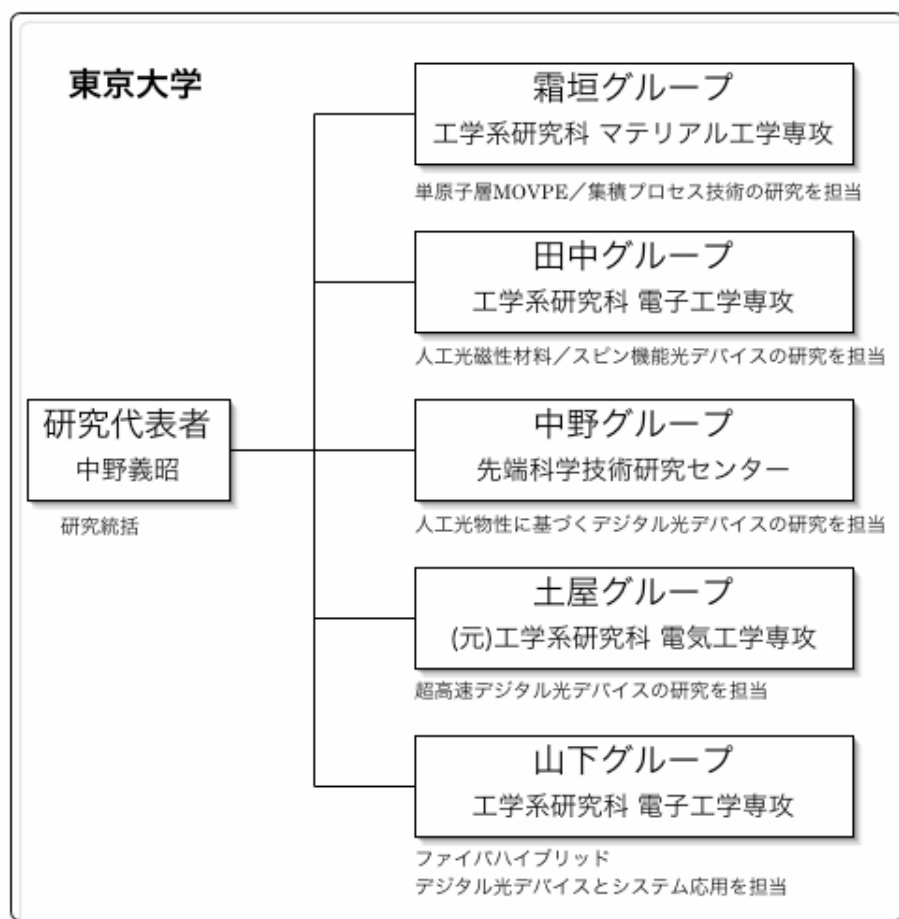 東京大学
霜垣グループ
工学系研究科 マテリアル工学専攻
単原子層MOVPE／集積プロセス技術の研究を担当
田中グループ
工学系研究科 電子工学専攻
人工光磁性材料／スピン機能光デバイスの研究を担当
研究代表者
中野義昭
研究統括
中野グループ
先端科学技術研究センター
人工光物性に基づくデジタル光デバイスの研究を担当
土屋グループ
(元)工学系研究科 電気工学専攻
超高速デジタル光デバイスの研究を担当
山下グループ
工学系研究科 電子工学専攻
ファイバハイブリッド
デジタル光デバイスとシステム応用を担当